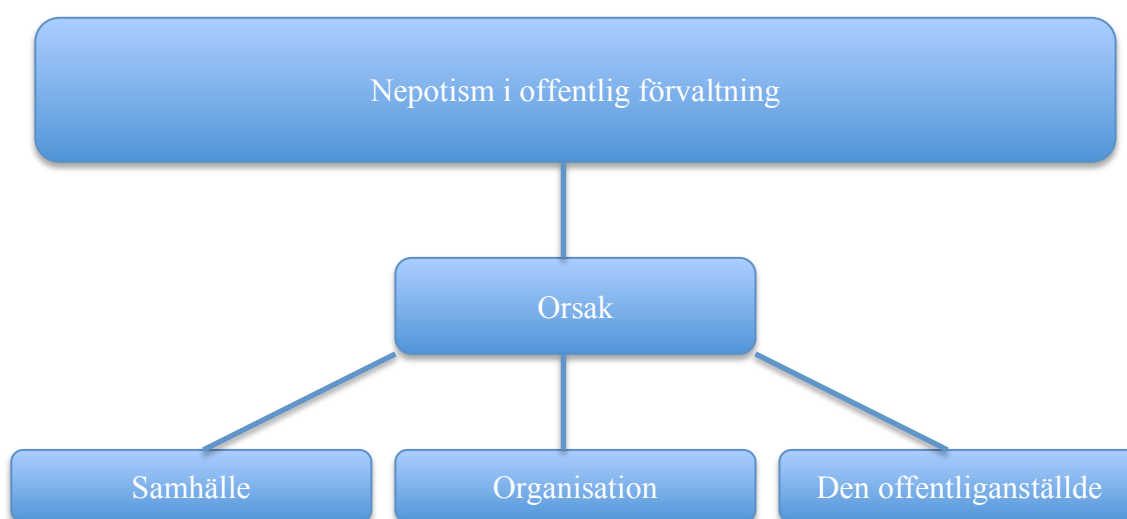 Nepotism i offentlig förvaltning
Orsak
Samhälle
Organisation
Den offentliganställde